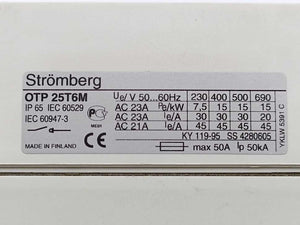 Strömberg
OTP 25T6M
IP 65 IEC 60529
IEC 60947-3
MADE IN FINLAND
Ue/ V 50...60Hz 230 400 500 690
AC 23A Pe/kW 7,5 15 15 15
AC 23A Ie/A 30 30 30 20
AC 21A Ie/A 45 45 45 45
KY 119-95 SS 4280605
max 50A Ip 50kA
YKLW 5391 C